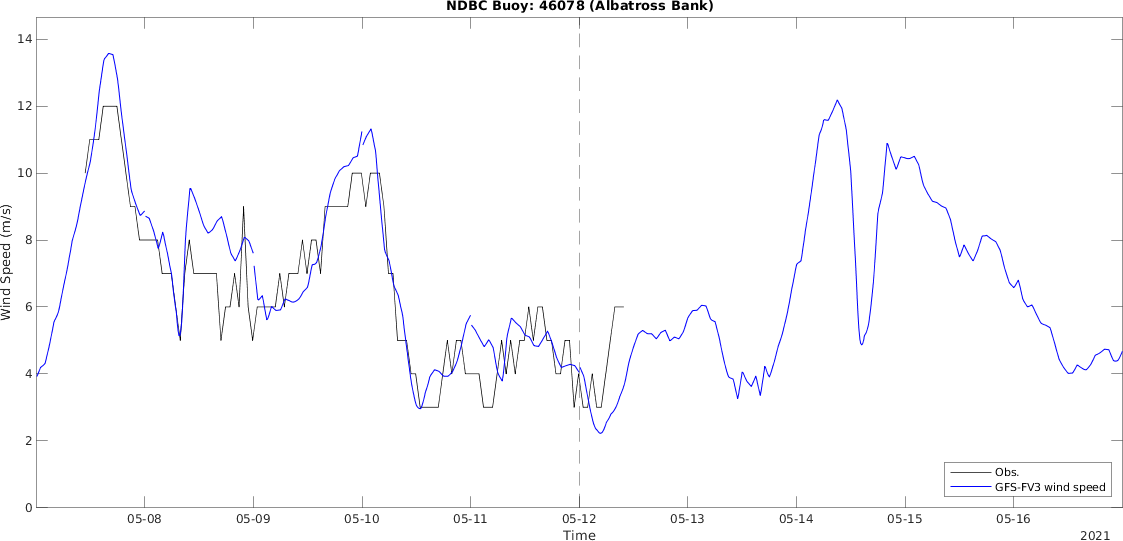 NDBC Buoy: 46078 (Albatross Bank)
14
12
10
8
6
4
2
0
Wind Speed (m/s)
05-08 05-09 05-10 05-11 05-12 05-13 05-14 05-15 05-16
Time
2021
Obs.
GFS-FV3 wind speed